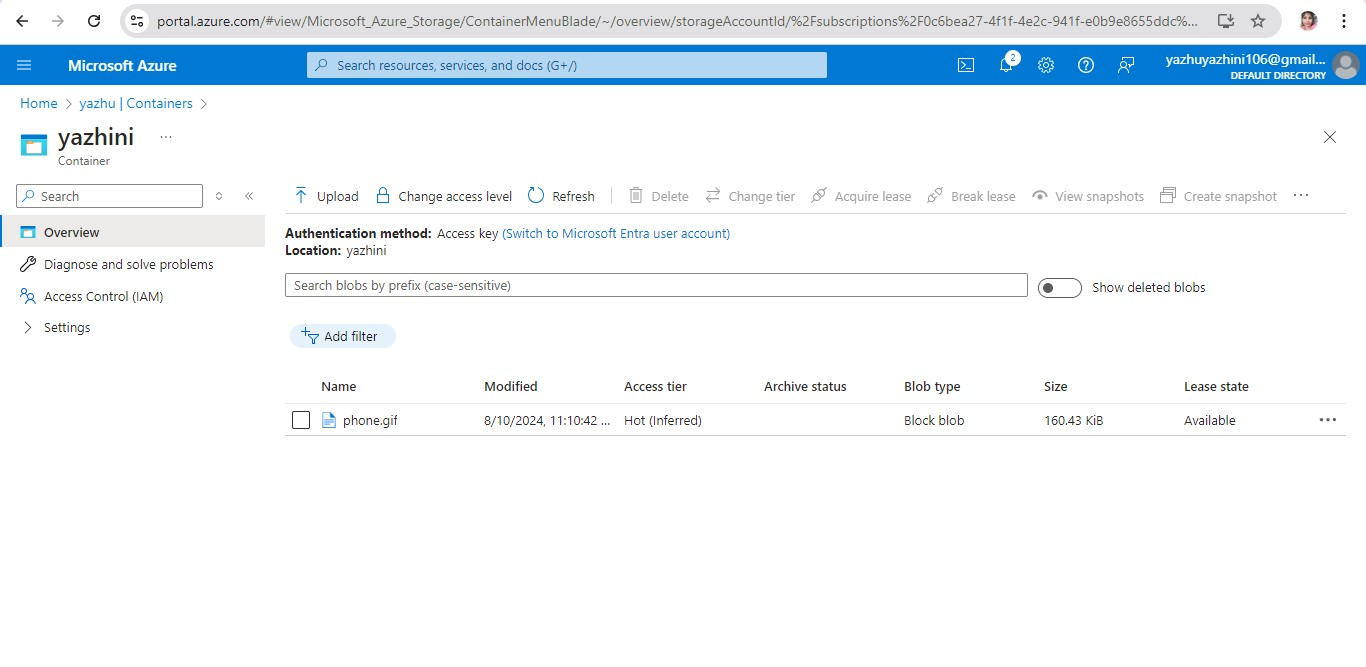 portal.azure.com/#view/Microsoft_Azure_Storage/ContainerMenuBlade/~/overview/storageAccountId/%2Fsubscriptions%2F0c6bea27-4f1f-4e2c-941f-e0b9e8655ddc%...
Microsoft Azure
Search resources, services, and docs (G+/)
2
yazhuyazhini106@gmail...
DEFAULT DIRECTORY
Home > yazhu | Containers >
yazhini ...
Container
Search
Upload Change access level Refresh Delete Change tier Acquire lease Break lease View snapshots Create snapshot ...
Overview
Diagnose and solve problems
Access Control (IAM)
Settings
Authentication method: Access key (Switch to Microsoft Entra user account)
Location: yazhini
Search blobs by prefix (case-sensitive)
Show deleted blobs
Add filter
Name Modified Access tier Archive status Blob type Size Lease state
phone.gif 8/10/2024, 11:10:42 ... Hot (Inferred) Block blob 160.43 KiB Available ...